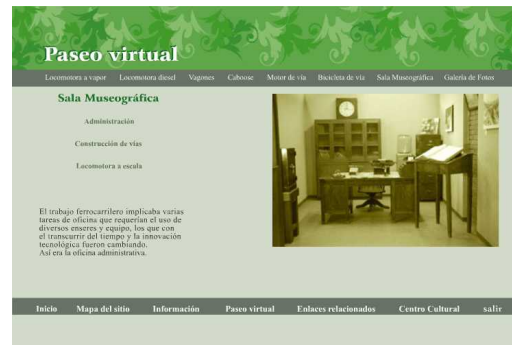 Paseo virtual
Locomotora a vapor Locomotora diesel Vagones Caboose Motor de vía Bicicleta de vía Sala Museográfica Galería de Fotos
Sala Museográfica
Administración
Construcción de vías
Locomotora a escala
El trabajo ferrocarrilero implicaba varias
tareas de oficina que requerían el uso de
diversos enseres y equipo, los que con
el transcurrir del tiempo y la innovación
tecnológica fueron cambiando.
Así era la oficina administrativa.
Inicio Mapa del sitio Información Paseo virtual Enlaces relacionados Centro Cultural salir